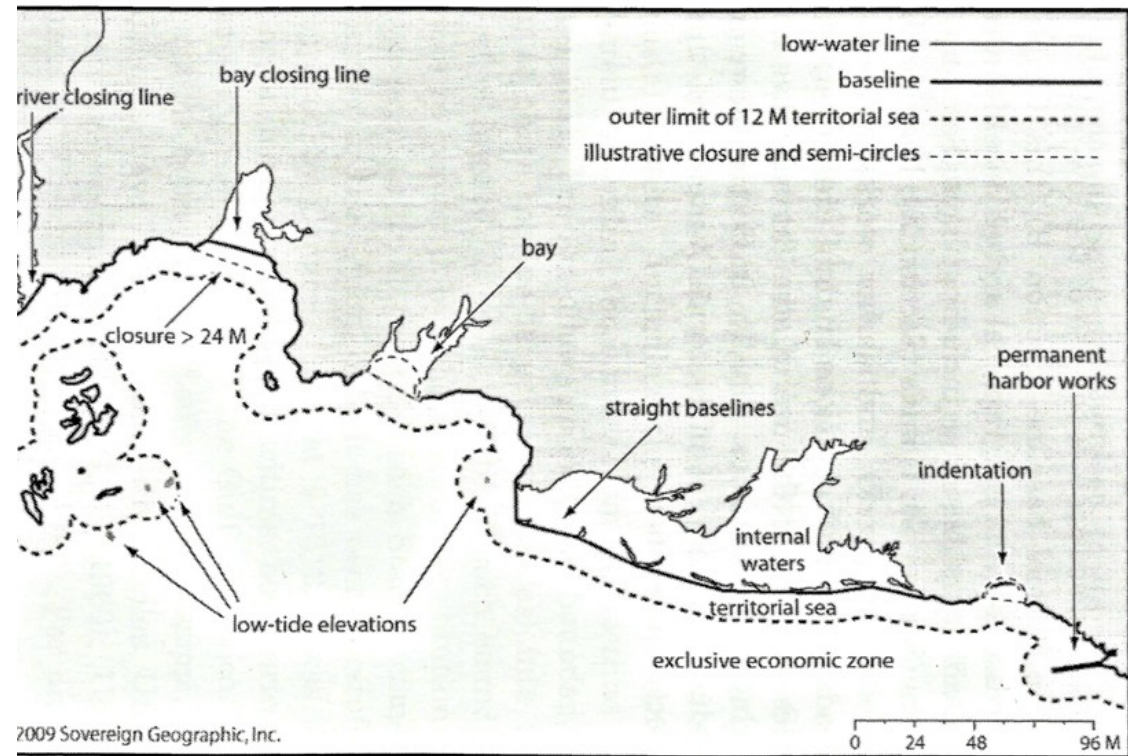 low-water line
baseline
outer limit of 12 M territorial sea
illustrative closure and semi-circles
bay closing line
river closing line
bay
closure > 24 M
permanent
harbor works
straight baselines
indentation
internal
waters
territorial sea
low-tide elevations
exclusive economic zone
2009 Sovereign Geographic, Inc.
0 24 48 96 M